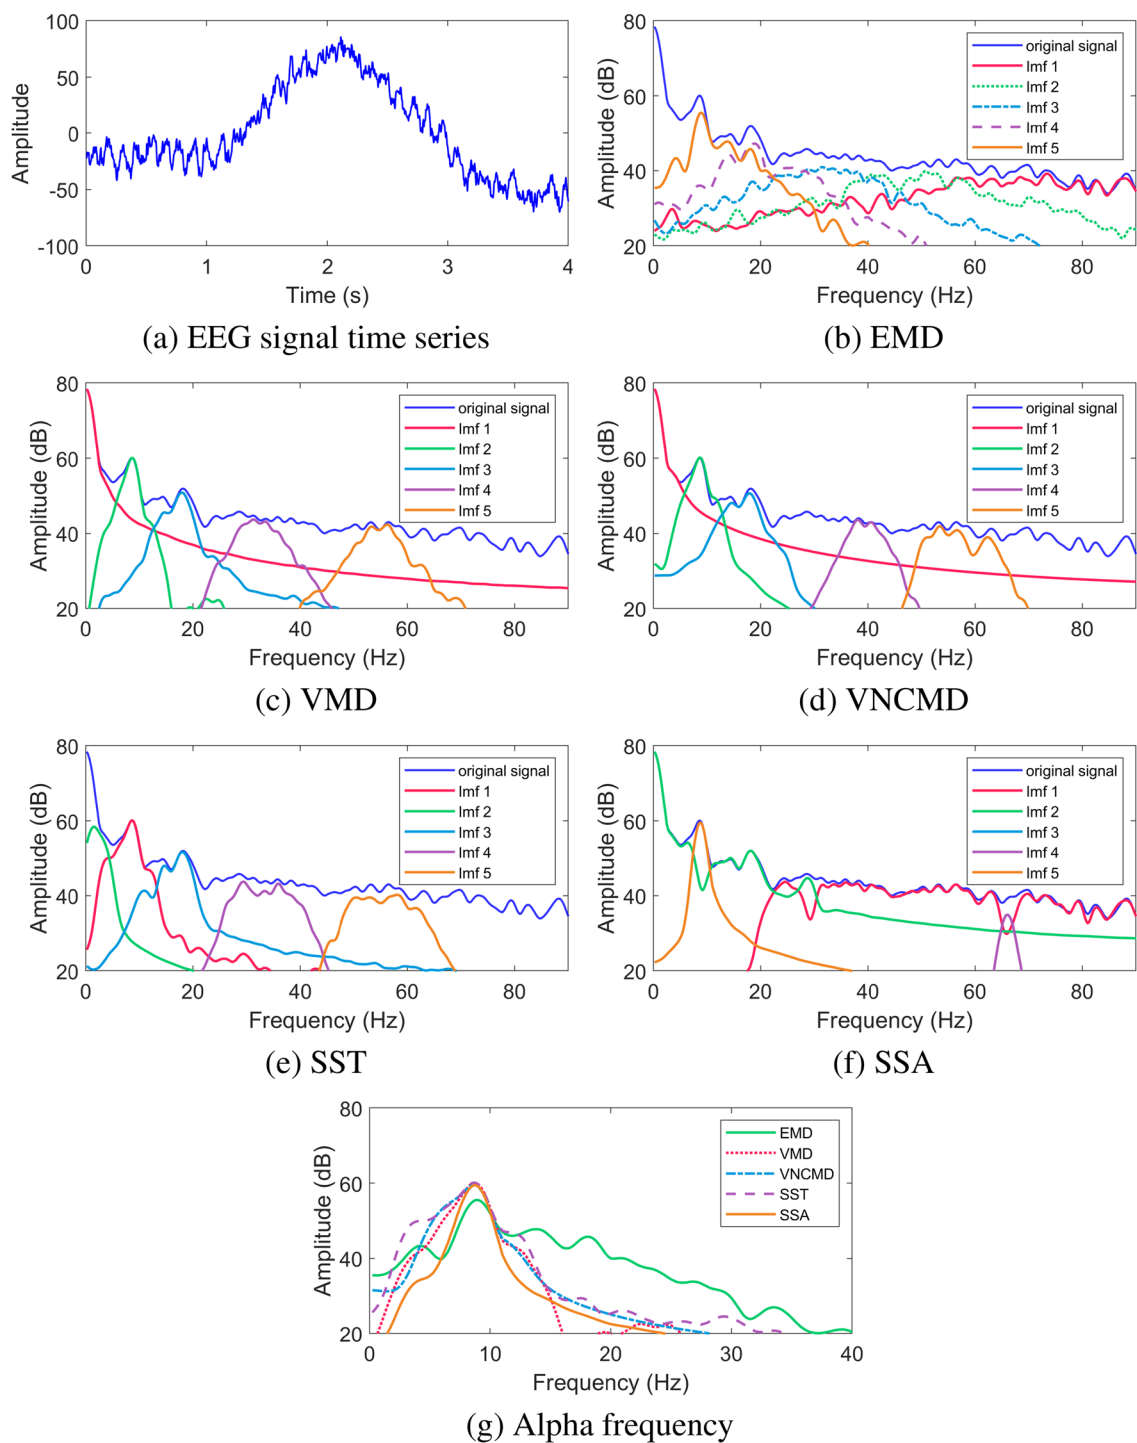 100
50
0
-50
-100
Amplitude
0 1 2 3 4
Time (s)
(a) EEG signal time series
80
60
40
20
Amplitude (dB)
original signal
Imf 1
Imf 2
Imf 3
Imf 4
Imf 5
0 20 40 60 80
Frequency (Hz)
(b) EMD
80
60
40
20
Amplitude (dB)
original signal
Imf 1
Imf 2
Imf 3
Imf 4
Imf 5
0 20 40 60 80
Frequency (Hz)
(c) VMD
80
60
40
20
Amplitude (dB)
original signal
Imf 1
Imf 2
Imf 3
Imf 4
Imf 5
0 20 40 60 80
Frequency (Hz)
(d) VNCMD
80
60
40
20
Amplitude (dB)
original signal
Imf 1
Imf 2
Imf 3
Imf 4
Imf 5
0 20 40 60 80
Frequency (Hz)
(e) SST
80
60
40
20
Amplitude (dB)
original signal
Imf 1
Imf 2
Imf 3
Imf 4
Imf 5
0 20 40 60 80
Frequency (Hz)
(f) SSA
80
60
40
20
Amplitude (dB)
EMD
VMD
VNCMD
SST
SSA
0 10 20 30 40
Frequency (Hz)
(g) Alpha frequency